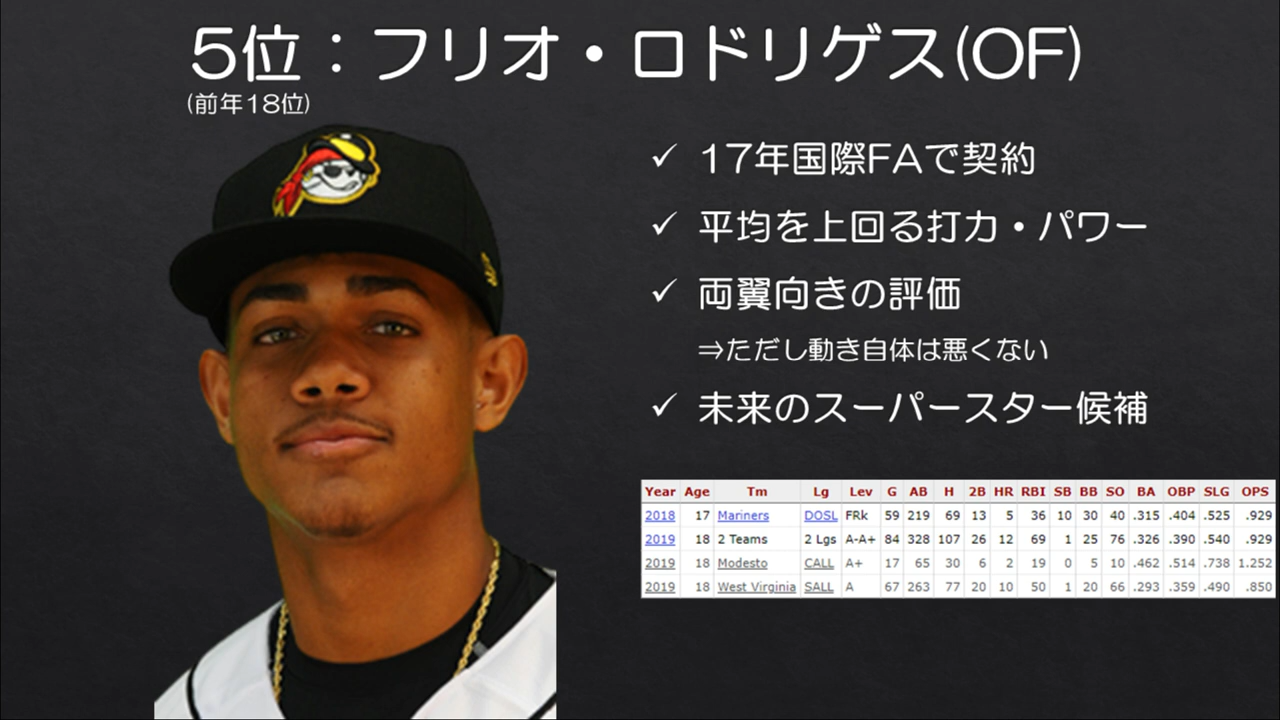 5位：フリオ・ロドリゲス(OF)
(前年18位)
✓ 17年国際FAで契約
✓ 平均を上回る打力・パワー
✓ 両翼向きの評価
⇒ただし動き自体は悪くない
✓ 未来のスーパースター候補
Year Age Tm Lg Lev G AB H 2B HR RBI SB BB SO BA OBP SLG OPS
2018 17 Mariners DOSL FRk 59 219 69 13 5 36 10 30 40 .315 .404 .525 .929
2019 18 2 Teams 2 Lgs A-A+ 84 328 107 26 12 69 1 25 76 .326 .390 .540 .929
2019 18 Modesto CALL A+ 17 65 30 6 2 19 0 5 10 .462 .514 .738 1.252
2019 18 West Virginia SALL A 67 263 77 20 10 50 1 20 66 .293 .359 .490 .850